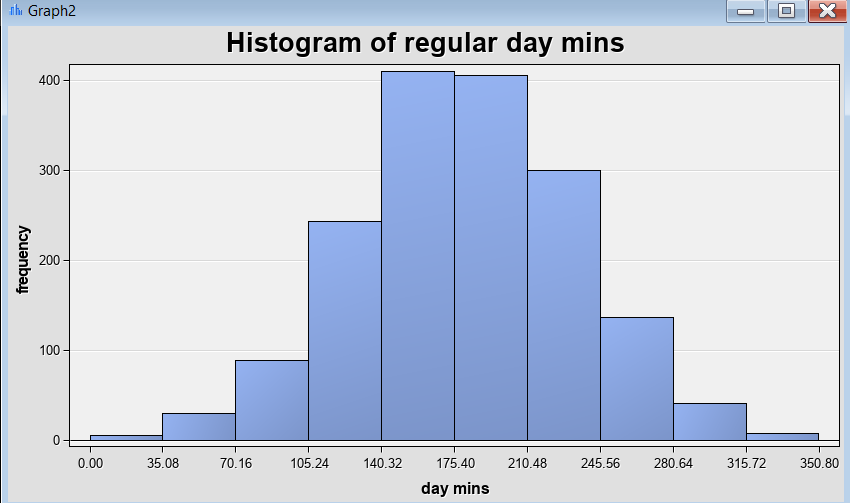 Graph2
Histogram of regular day mins
400
300
200
100
0
frequency
0.00 35.08 70.16 105.24 140.32 175.40 210.48 245.56 280.64 315.72 350.80
day mins